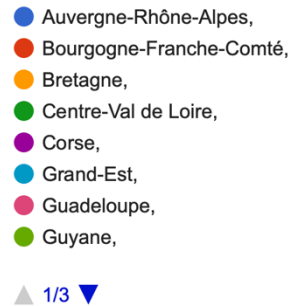 Auvergne-Rhône-Alpes,
Bourgogne-Franche-Comté,
Bretagne,
Centre-Val de Loire,
Corse,
Grand-Est,
Guadeloupe,
Guyane,
1/3